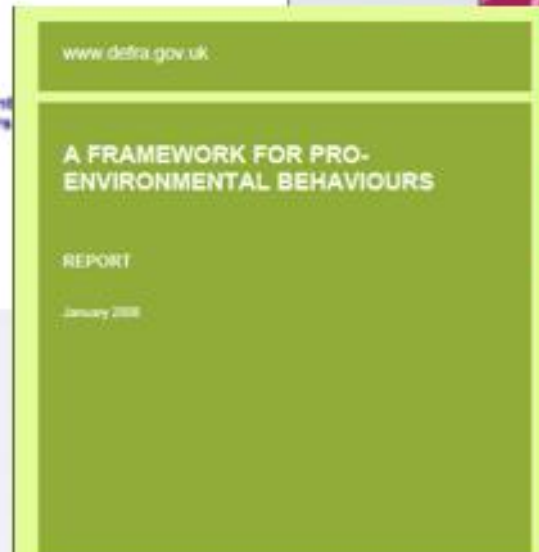 www.defra.gov.uk
A FRAMEWORK FOR PRO-
ENVIRONMENTAL BEHAVIOURS
REPORT
January 2008